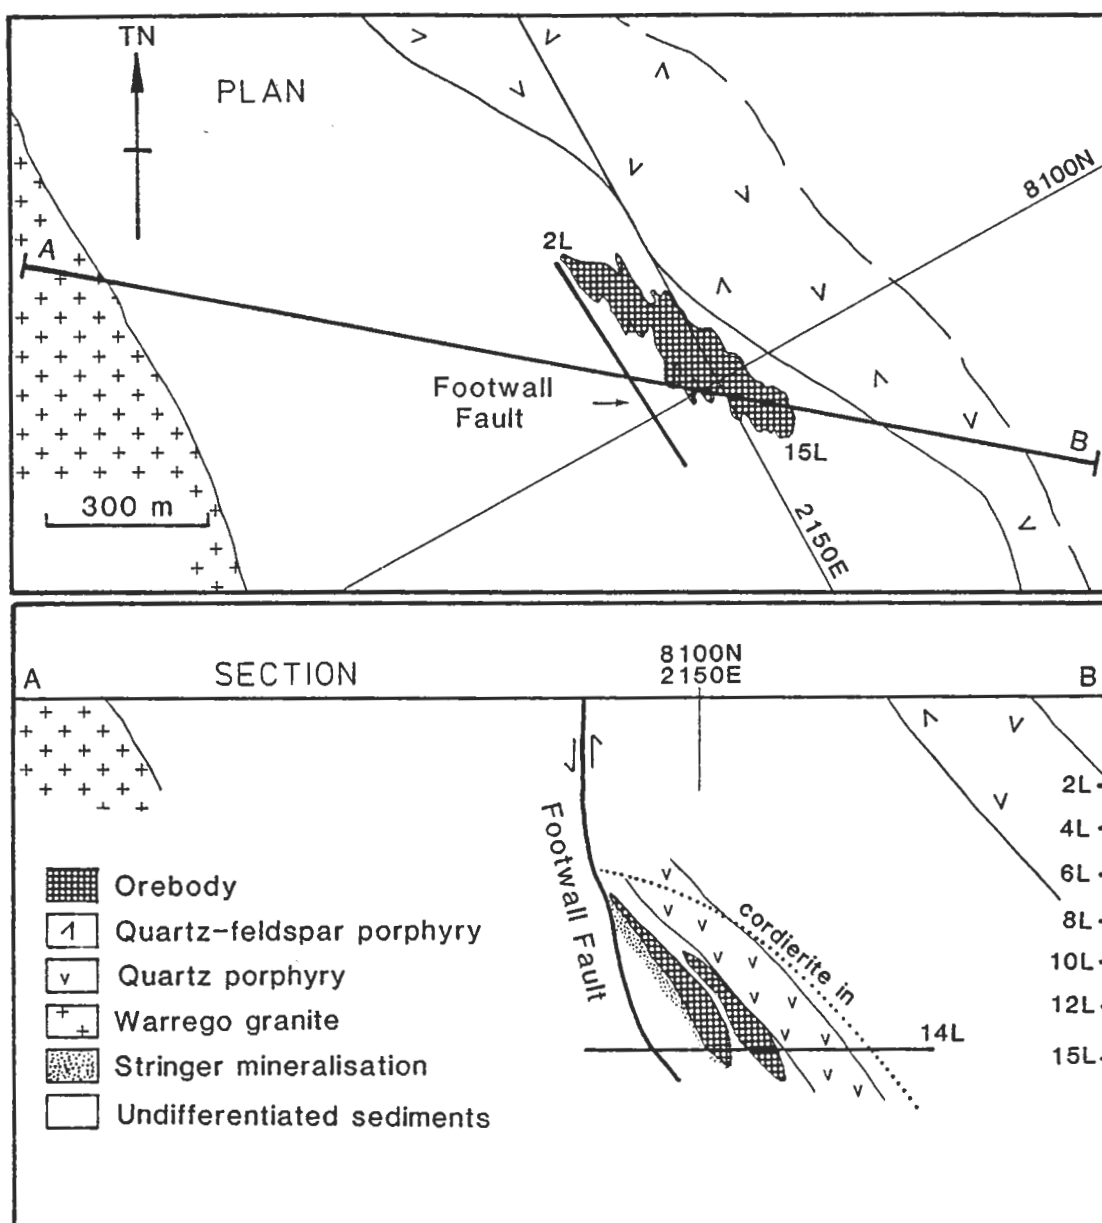 TN
PLAN
8100N
A
2L
Footwall
Fault
B
15L
300 m
2150E
A
SECTION
8100N
2150E
B
2L
4L
6L
8L
10L
12L
15L
Footwall Fault
cordierite in
14L
Orebody
Quartz-feldspar porphyry
Quartz porphyry
Warrego granite
Stringer mineralisation
Undifferentiated sediments